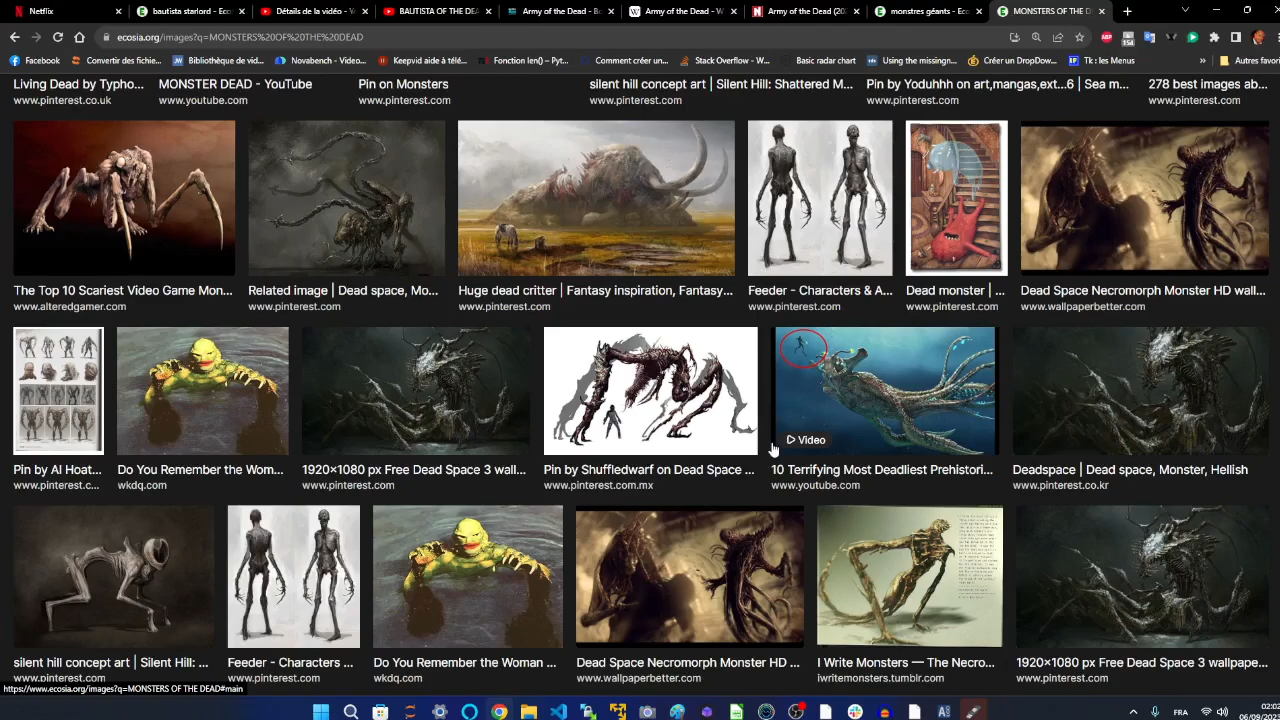 Netflix
bautista starlord - Eco
Détails de la vidéo - Y
BAUTISTA OF THE DEA
Army of the Dead - Bo
Army of the Dead - W
Army of the Dead (202
monstres géants - Ec
MONSTERS OF THE D
ecosia.org/images?q=MONSTERS%20OF%20THE%20DEAD
Facebook
Convertir des fichie...
Bibliothèque de vid...
Novabench - Video...
Keepvid aide à télé...
Fonction len() – Pyt...
Comment créer un...
Stack Overflow - W...
Basic radar chart
Using the missingn...
Créer un DropDow...
Tk : les Menus
»
Autres favori
Living Dead by Typho...
MONSTER DEAD - YouTube
Pin on Monsters
silent hill concept art | Silent Hill: Shattered M...
Pin by Yoduhhh on art,mangas,ext...6 | Sea m...
278 best images ab...
www.pinterest.co.uk
www.youtube.com
www.pinterest.com
www.pinterest.com
www.pinterest.com
www.pinterest.com
The Top 10 Scariest Video Game Mon...
Related image | Dead space, Mo...
Huge dead critter | Fantasy inspiration, Fantasy...
Feeder - Characters & A...
Dead monster | ...
Dead Space Necromorph Monster HD wall...
www.alteredgamer.com
www.pinterest.com
www.pinterest.com
www.pinterest.com
www.pinterest.com
www.wallpaperbetter.com
Video
Pin by Al Hoat...
Do You Remember the Wom...
1920×1080 px Free Dead Space 3 wall...
Pin by Shuffledwarf on Dead Space ...
10 Terrifying Most Deadliest Prehistori...
Deadspace | Dead space, Monster, Hellish
www.pinterest.c...
wkdq.com
www.pinterest.com
www.pinterest.com.mx
www.youtube.com
www.pinterest.co.kr
silent hill concept art | Silent Hill: ...
Feeder - Characters ...
Do You Remember the Woman ...
Dead Space Necromorph Monster HD ...
I Write Monsters — The Necro...
1920×1080 px Free Dead Space 3 wallpape...
www.pinterest.com
wkdq.com
www.wallpaperbetter.com
iwritemonsters.tumblr.com
www.pinterest.com
https://www.ecosia.org/images?q=MONSTERS OF THE DEAD#main
FRA
02:02
06/09/202